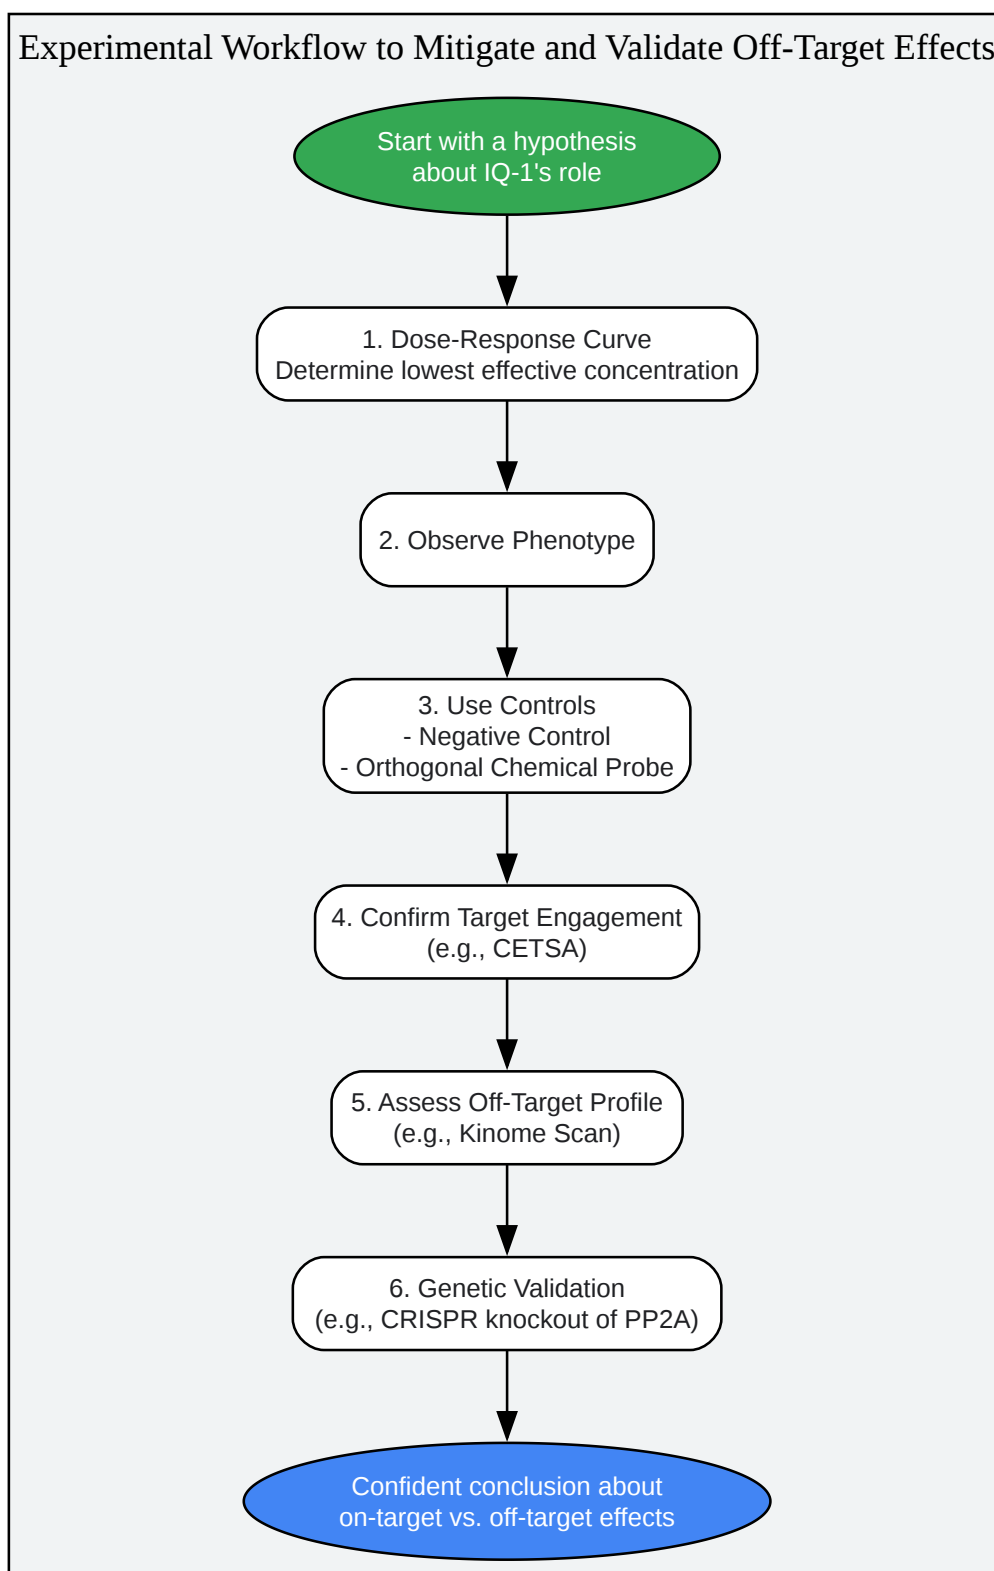 Experimental Workflow to Mitigate and Validate Off-Target Effects
Start with a hypothesis
about IQ-1's role
1. Dose-Response Curve
Determine lowest effective concentration
2. Observe Phenotype
3. Use Controls
- Negative Control
- Orthogonal Chemical Probe
4. Confirm Target Engagement
(e.g., CETSA)
5. Assess Off-Target Profile
(e.g., Kinome Scan)
6. Genetic Validation
(e.g., CRISPR knockout of PP2A)
Confident conclusion about
on-target vs. off-target effects